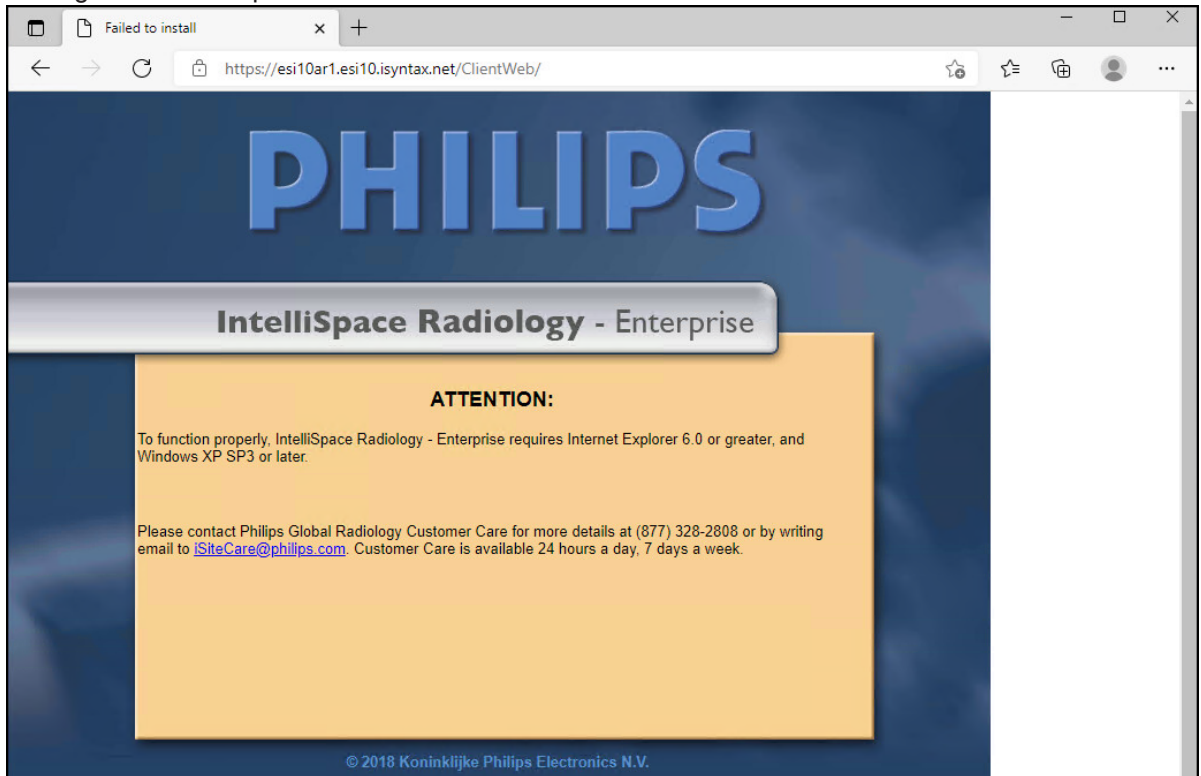 Failed to install
https://esi10ar1.esi10.isyntax.net/ClientWeb/
PHILIPS
IntelliSpace Radiology - Enterprise
ATTENTION:
To function properly, IntelliSpace Radiology - Enterprise requires Internet Explorer 6.0 or greater, and
Windows XP SP3 or later.
Please contact Philips Global Radiology Customer Care for more details at (877) 328-2808 or by writing
email to iSiteCare@philips.com. Customer Care is available 24 hours a day, 7 days a week.
© 2018 Koninklijke Philips Electronics N.V.